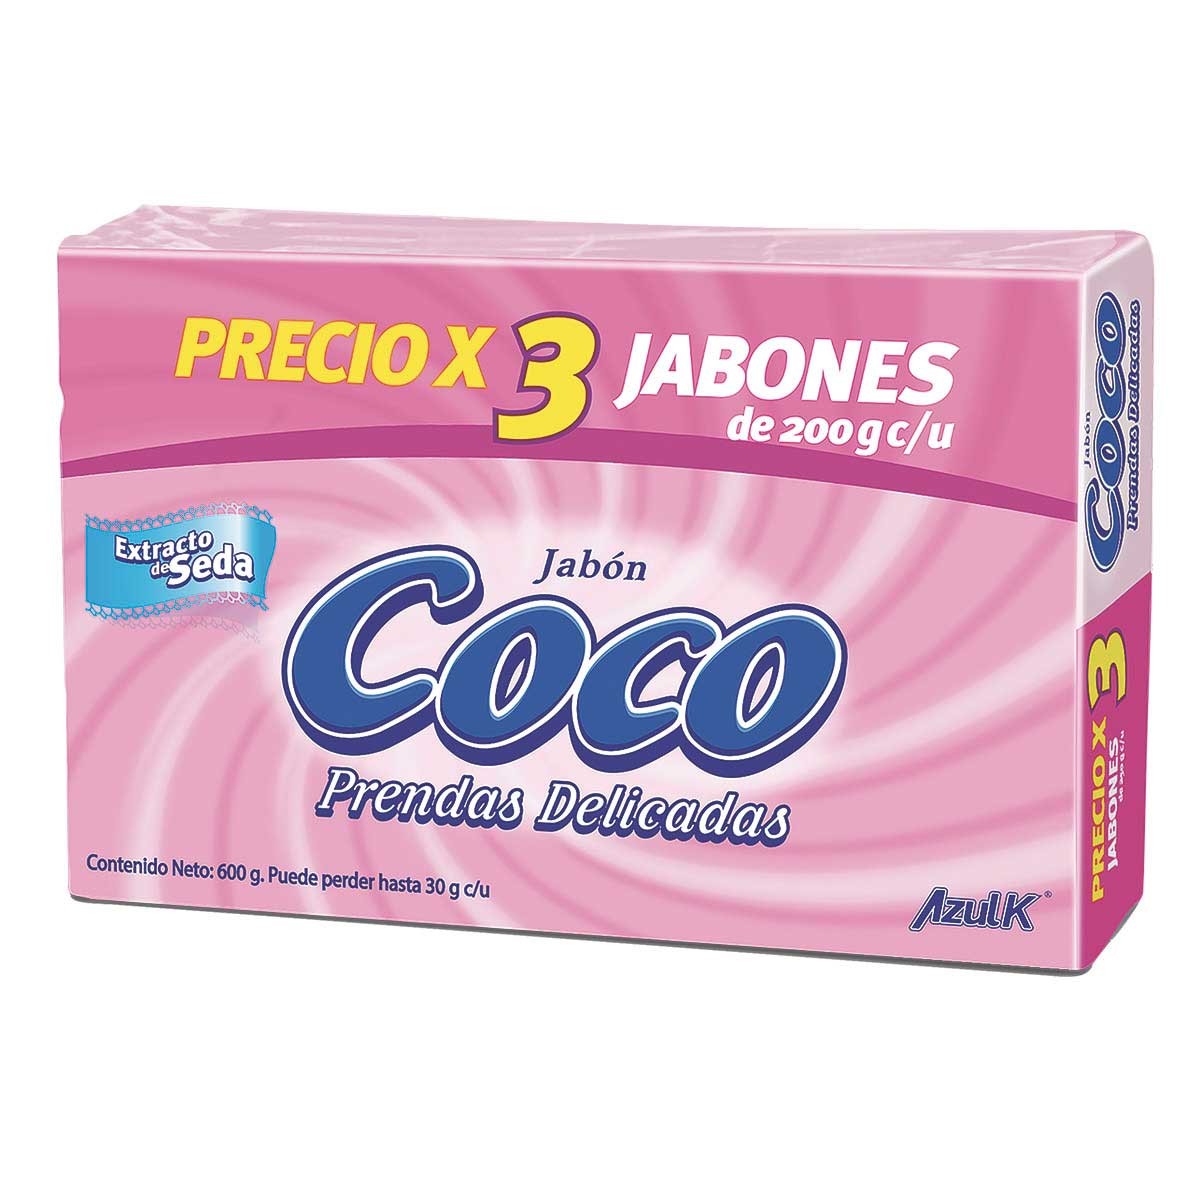 PRECIO X 3 JABONES
de 200 g c/u
Extracto
de Seda
Jabón
Coco
Prendas Delicadas
Contenido Neto: 600 g. Puede perder hasta 30 g c/u
AzulK®
Jabón
Coco
Prendas Delicadas
PRECIO X 3
JABONES